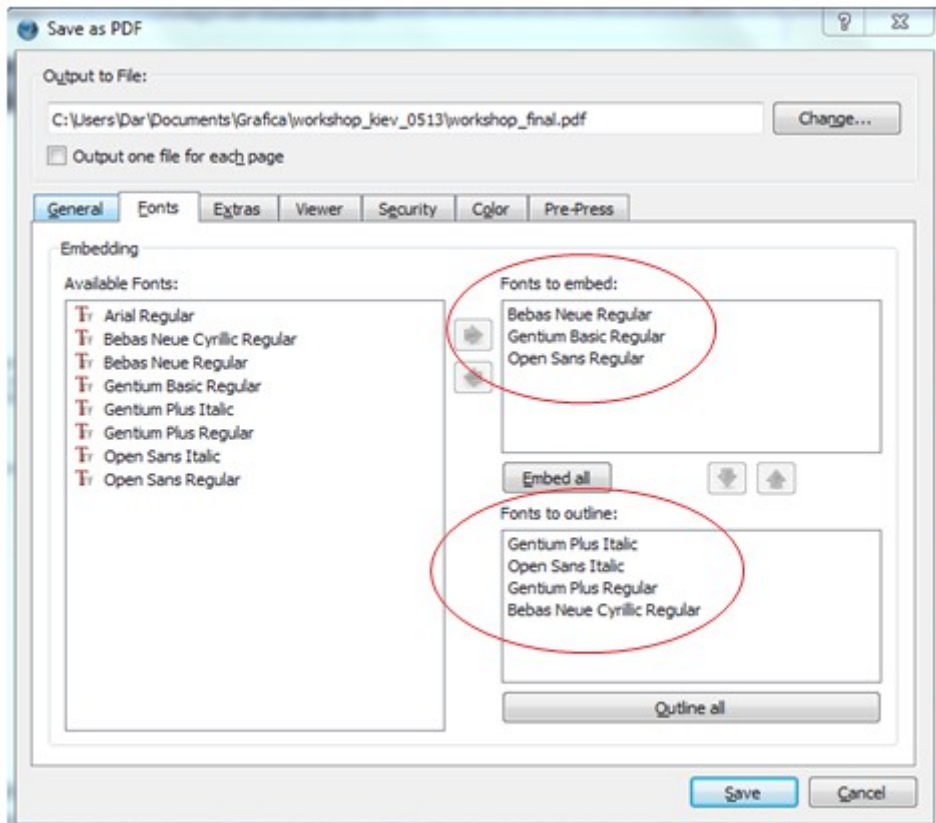 Save as PDF
Output to File:
C:\Users\Dar\Documents\Grafica\workshop_kiev_0513\workshop_final.pdf
Change...
Output one file for each page
General Fonts Extras Viewer Security Color Pre-Press
Embedding
Available Fonts:
Arial Regular
Bebas Neue Cyrillic Regular
Bebas Neue Regular
Gentium Basic Regular
Gentium Plus Italic
Gentium Plus Regular
Open Sans Italic
Open Sans Regular
Fonts to embed:
Bebas Neue Regular
Gentium Basic Regular
Open Sans Regular
Embed all
Fonts to outline:
Gentium Plus Italic
Open Sans Italic
Gentium Plus Regular
Bebas Neue Cyrillic Regular
Outline all
Save
Cancel